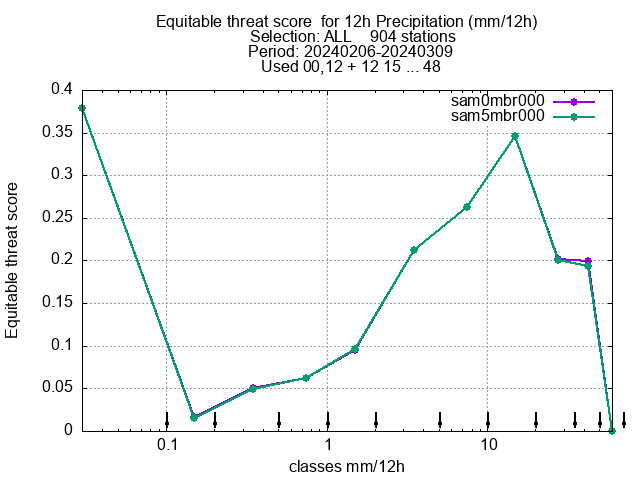 Equitable threat score  for 12h Precipitation (mm/12h)
Selection: ALL    904 stations
Period: 20240206-20240309
Used 00,12 + 12 15 ... 48
sam0mbr000
sam5mbr000
0.4
0.35
0.3
0.25
0.2
0.15
0.1
0.05
0
Equitable threat score
0.1
1
10
classes mm/12h